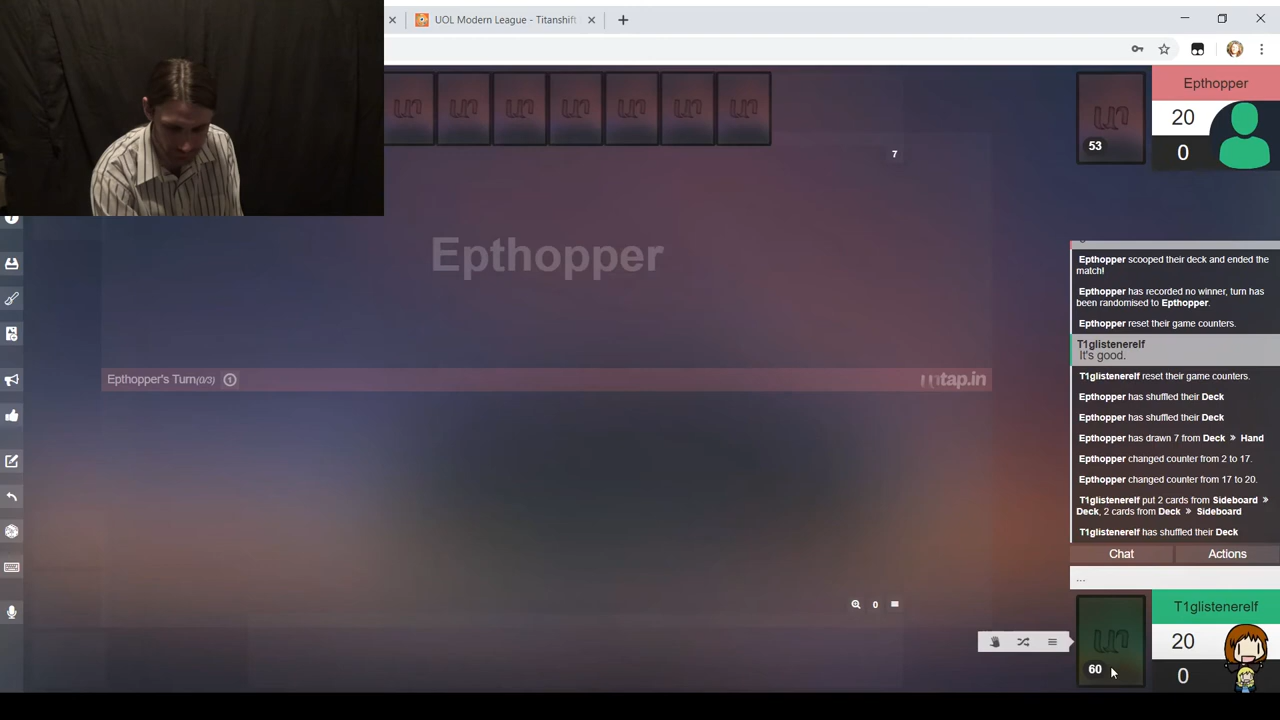 UOL Modern League - Titanshift
Epthopper
20
53
0
7
Epthopper
Epthopper scooped their deck and ended the
match!
Epthopper has recorded no winner, turn has
been randomised to Epthopper.
Epthopper reset their game counters.
T1glistenerelf
It's good.
Epthopper's Turn(0/3) 1
untap.in
T1glistenerelf reset their game counters.
Epthopper has shuffled their Deck
Epthopper has shuffled their Deck
Epthopper has drawn 7 from Deck » Hand
Epthopper changed counter from 2 to 17.
Epthopper changed counter from 17 to 20.
T1glistenerelf put 2 cards from Sideboard »
Deck, 2 cards from Deck » Sideboard
T1glistenerelf has shuffled their Deck
Chat Actions
...
0
T1glistenerelf
20
60
0